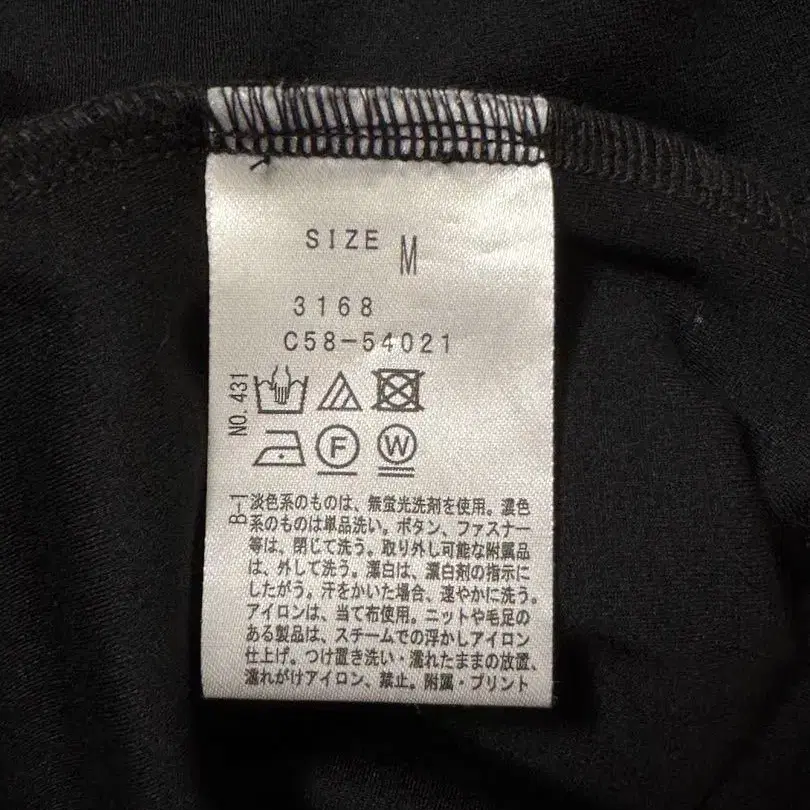 SIZE M
3168
C58-54021
NO.431
F W
B-1
淡色系のものは、無蛍光洗剤を使用。濃色
系のものは単品洗い。ボタン、ファスナー
等は、閉じて洗う。取り外し可能な附属品
は、外して洗う。漂白は、漂白剤の指示に
したがう。汗をかいた場合、速やかに洗う。
アイロンは、当て布使用。ニットや毛足の
ある製品は、スチームでの浮かしアイロン
仕上げ。つけ置き洗い・濡れたままの放置、
濡れがけアイロン、禁止。附属・プリント